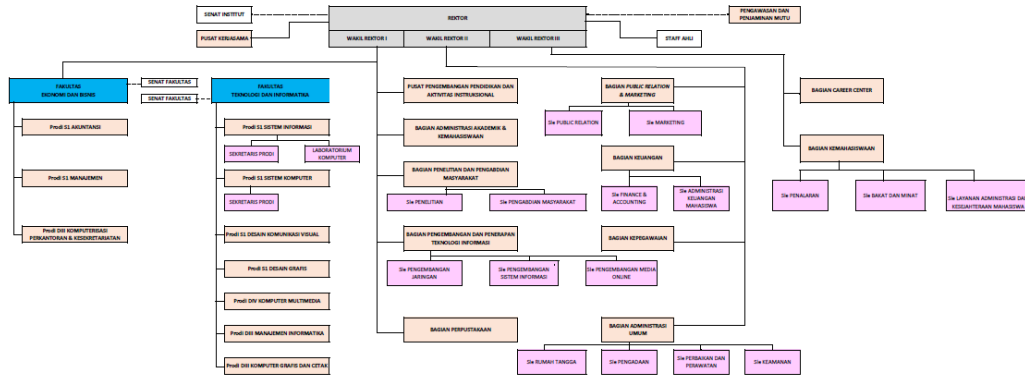 SENAT INSTITUT
REKTOR
PENGAWASAN DAN
PENJAMINAN MUTU
PUSAT KERJASAMA
WAKIL REKTOR I
WAKIL REKTOR II
WAKIL REKTOR III
STAFF AHLI
FAKULTAS
EKONOMI DAN BISNIS
SENAT FAKULTAS
SENAT FAKULTAS
FAKULTAS
TEKNOLOGI DAN INFORMATIKA
PUSAT PENGEMBANGAN PENDIDIKAN DAN
AKTIVITAS INSTRUKSIONAL
BAGIAN PUBLIC RELATION
& MARKETING
BAGIAN CAREER CENTER
Prodi S1 AKUNTANSI
Prodi S1 SISTEM INFORMASI
BAGIAN ADMINISTRASI AKADEMIK &
KEMAHASISWAAN
Sie PUBLIC RELATION
Sie MARKETING
SEKRETARIS PRODI
LABORATORIUM
KOMPUTER
BAGIAN KEUANGAN
BAGIAN KEMAHASISWAAN
Prodi S1 MANAJEMEN
Prodi S1 SISTEM KOMPUTER
BAGIAN PENELITIAN DAN PENGABDIAN
MASYARAKAT
SEKRETARIS PRODI
Sie PENELITIAN
Sie PENGABDIAN MASYARAKAT
Sie FINANCE &
ACCOUNTING
Sie ADMINISTRASI
KEUANGAN
MAHASISWA
Sie PENALARAN
Sie BAKAT DAN MINAT
Sie LAYANAN ADMINISTRASI DAN
KESEJAHTERAAN MAHASISWA
Prodi DIII KOMPUTERISASI
PERKANTORAN & KESEKRETARIATAN
Prodi S1 DESAIN KOMUNIKASI VISUAL
BAGIAN PENGEMBANGAN DAN PENERAPAN
TEKNOLOGI INFORMASI
BAGIAN KEPEGAWAIAN
Prodi S1 DESAIN GRAFIS
Sie PENGEMBANGAN
JARINGAN
Sie PENGEMBANGAN
SISTEM INFORMASI
Sie PENGEMBANGAN MEDIA
ONLINE
Prodi DIV KOMPUTER MULTIMEDIA
Prodi DIII MANAJEMEN INFORMATIKA
BAGIAN PERPUSTAKAAN
BAGIAN ADMINISTRASI
UMUM
Prodi DIII KOMPUTER GRAFIS DAN CETAK
Sie RUMAH TANGGA
Sie PENGADAAN
Sie PERBAIKAN DAN
PERAWATAN
Sie KEAMANAN